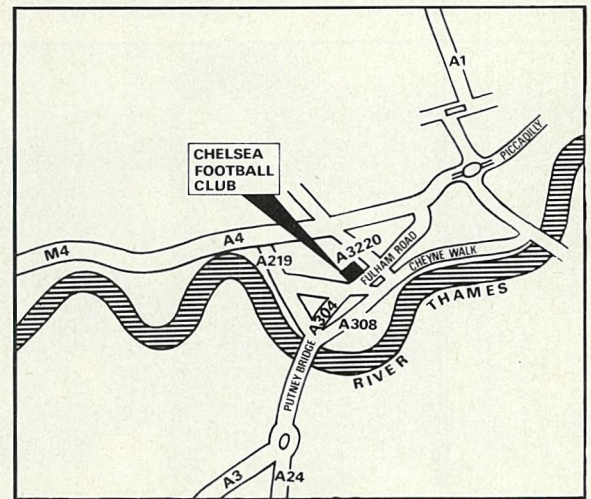 A1
PICCADILLY
CHELSEA
FOOTBALL
CLUB
M4
A4
A219
A3220
FULHAM ROAD
CHEYNE WALK
A304
A308
RIVER THAMES
PUTNEY BRIDGE
A3
A24